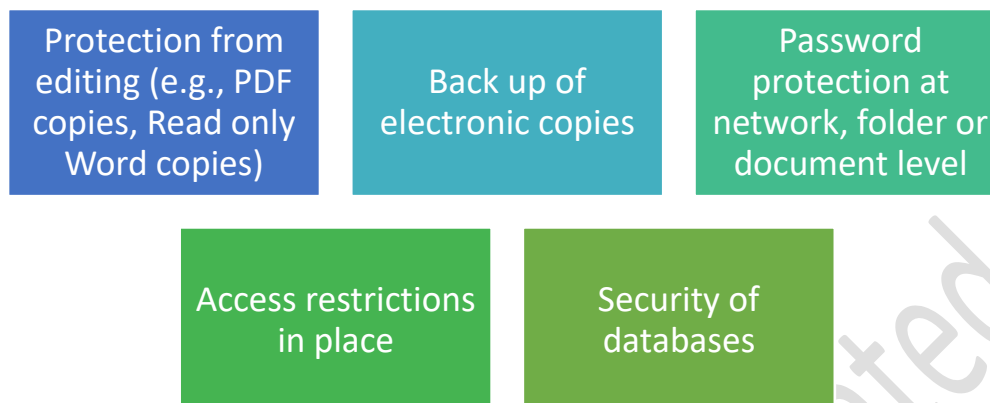 Protection from
editing (e.g., PDF
copies, Read only
Word copies)
Back up of
electronic copies
Password
protection at
network, folder or
document level
Access restrictions
in place
Security of
databases